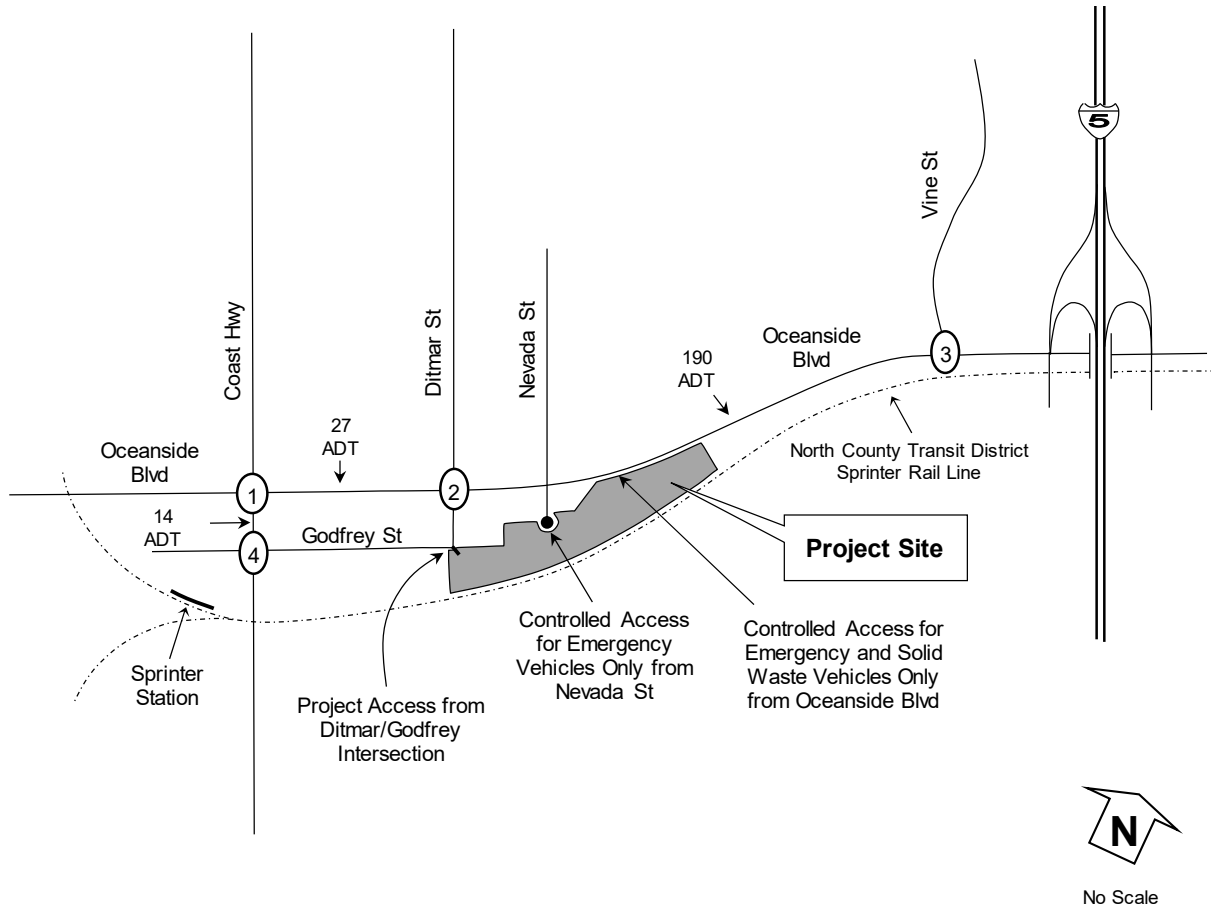 5
Vine St
Coast Hwy
Ditmar St
Nevada St
Oceanside
Blvd
3
190
ADT
27
ADT
Oceanside
Blvd
North County Transit District
Sprinter Rail Line
1
2
14
ADT
Godfrey St
4
Project Site
Controlled Access
for Emergency
Vehicles Only from
Nevada St
Controlled Access for
Emergency and Solid
Waste Vehicles Only
from Oceanside Blvd
Sprinter
Station
Project Access from
Ditmar/Godfrey
Intersection
N
No Scale